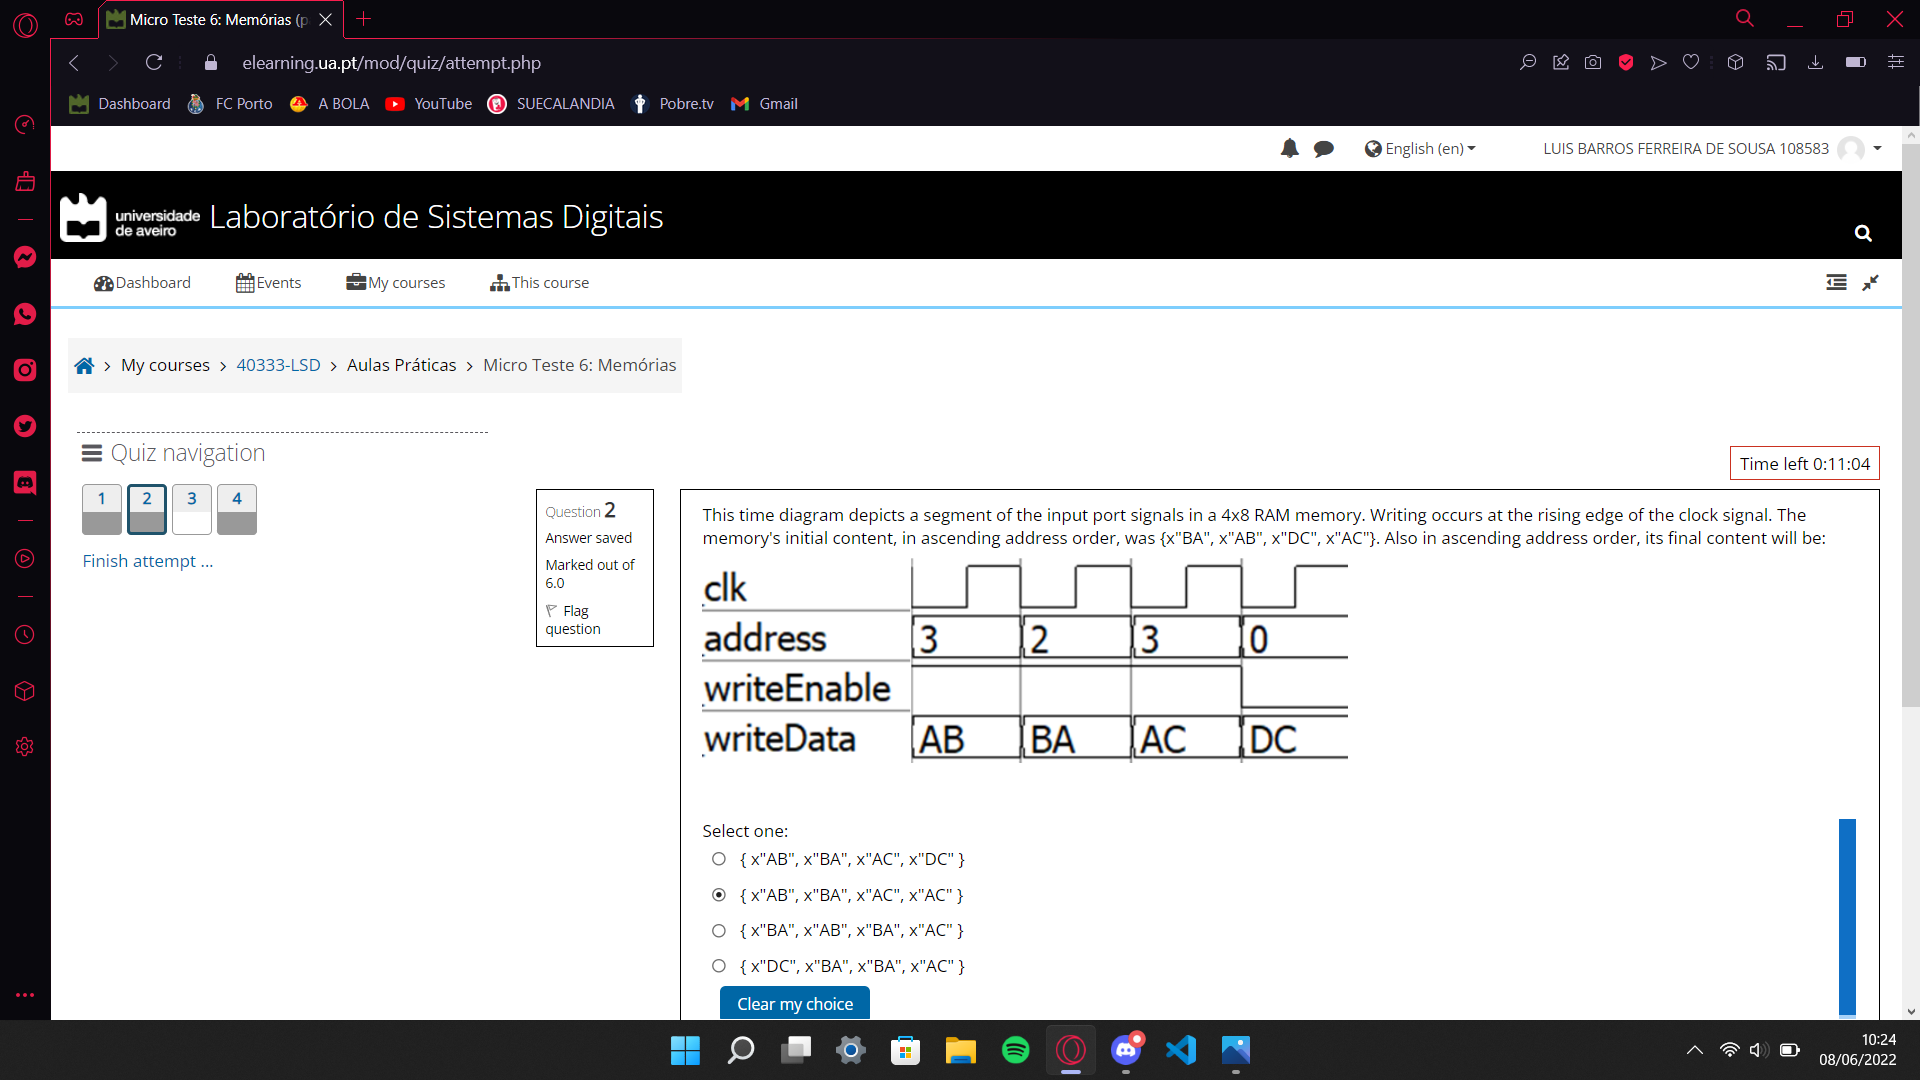 Micro Teste 6: Memórias (p
elearning.ua.pt/mod/quiz/attempt.php
Dashboard FC Porto A BOLA YouTube SUECALANDIA Pobre.tv Gmail
English (en) LUIS BARROS FERREIRA DE SOUSA 108583
universidade de aveiro Laboratório de Sistemas Digitais
Dashboard Events My courses This course
My courses > 40333-LSD > Aulas Práticas > Micro Teste 6: Memórias
Quiz navigation
Time left 0:11:04
1 2 3 4
Finish attempt ...
Question 2
Answer saved
Marked out of
6.0
Flag
question
This time diagram depicts a segment of the input port signals in a 4x8 RAM memory. Writing occurs at the rising edge of the clock signal. The
memory's initial content, in ascending address order, was {x"BA", x"AB", x"DC", x"AC"}. Also in ascending address order, its final content will be:
clk
address 3 2 3 0
writeEnable
writeData AB BA AC DC
Select one:
{ x"AB", x"BA", x"AC", x"DC" }
{ x"AB", x"BA", x"AC", x"AC" }
{ x"BA", x"AB", x"BA", x"AC" }
{ x"DC", x"BA", x"BA", x"AC" }
Clear my choice
10:24
08/06/2022